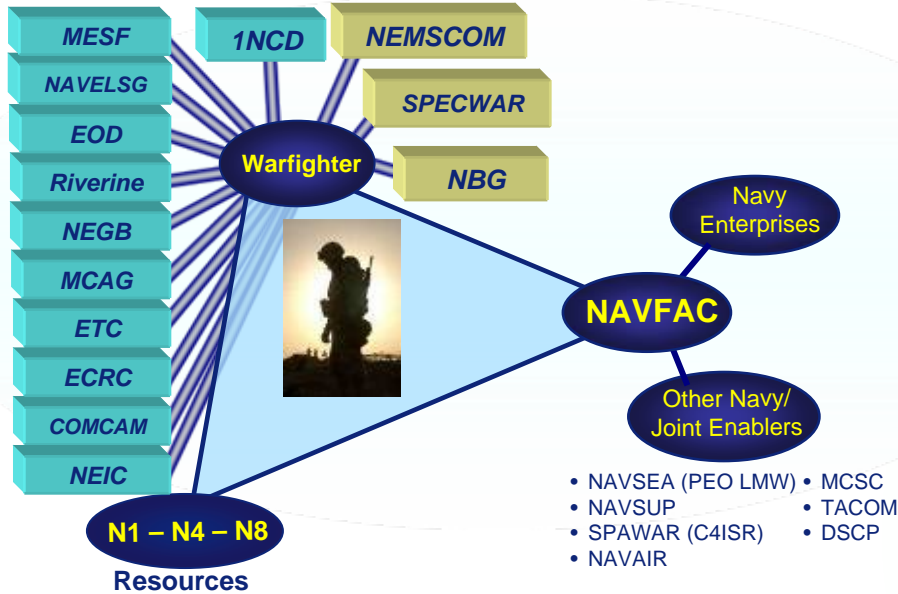 MESF
1NCD
NEMSCOM
NAVELSG
SPECWAR
EOD
Warfighter
Riverine
NBG
NEGB
Navy
Enterprises
MCAG
NAVFAC
ETC
ECRC
Other Navy/
Joint Enablers
COMCAM
NEIC
• NAVSEA (PEO LMW)
• NAVSUP
• SPAWAR (C4ISR)
• NAVAIR
• MCSC
• TACOM
• DSCP
N1 – N4 – N8
Resources